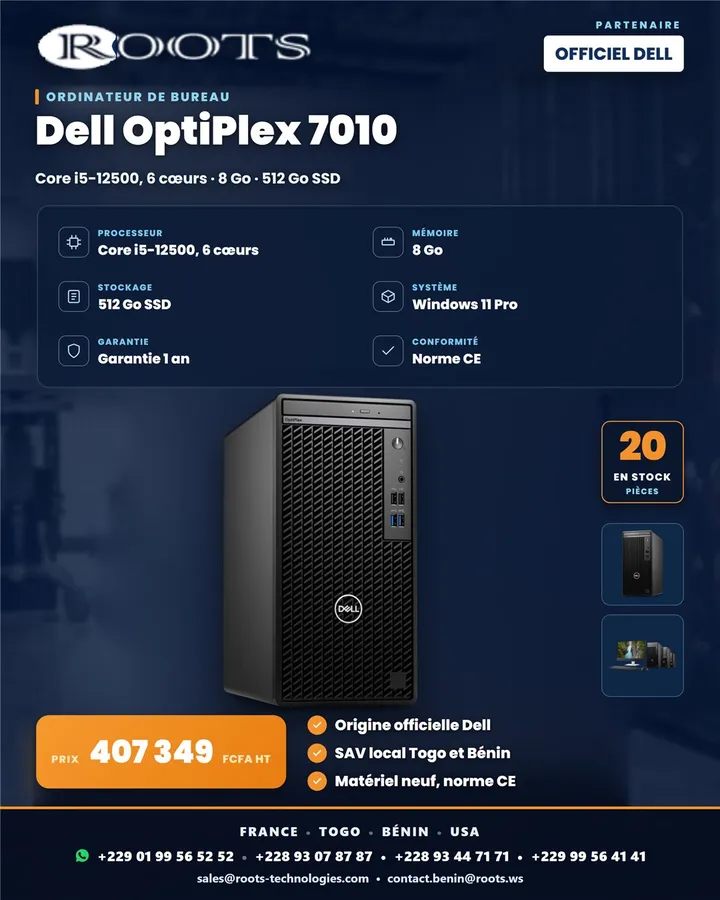 ROOTS
PARTENAIRE
OFFICIEL DELL
ORDINATEUR DE BUREAU
Dell OptiPlex 7010
Core i5-12500, 6 cœurs · 8 Go · 512 Go SSD
PROCESSEUR
Core i5-12500, 6 cœurs
MÉMOIRE
8 Go
STOCKAGE
512 Go SSD
SYSTÈME
Windows 11 Pro
GARANTIE
Garantie 1 an
CONFORMITÉ
Norme CE
OptiPlex
DELL
20
EN STOCK
PIÈCES
PRIX 407 349 FCFA HT
Origine officielle Dell
SAV local Togo et Bénin
Matériel neuf, norme CE
FRANCE • TOGO • BÉNIN • USA
+229 01 99 56 52 52 • +228 93 07 87 87 • +228 93 44 71 71 • +229 99 56 41 41
sales@roots-technologies.com • contact.benin@roots.ws